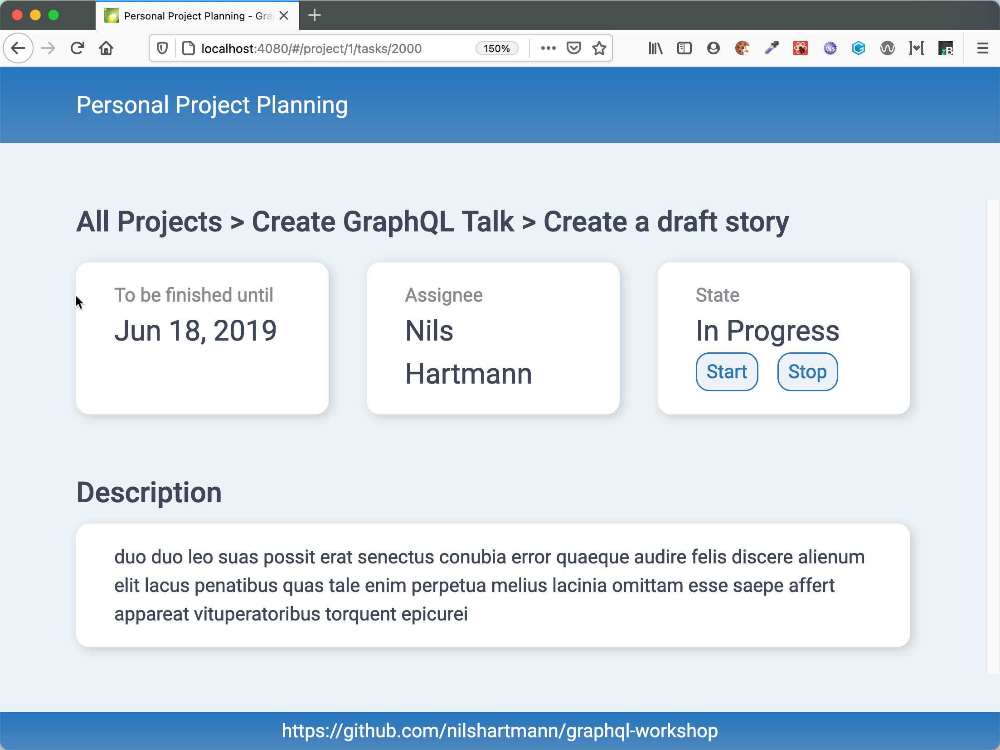 Personal Project Planning - Gra
localhost:4080/#/project/1/tasks/2000
150%
Ws
zB
Personal Project Planning
All Projects > Create GraphQL Talk > Create a draft story
To be finished until
Jun 18, 2019
Assignee
Nils
Hartmann
State
In Progress
Start
Stop
Description
duo duo leo suas possit erat senectus conubia error quaeque audire felis discere alienum
elit lacus penatibus quas tale enim perpetua melius lacinia omittam esse saepe affert
appareat vituperatoribus torquent epicurei
https://github.com/nilshartmann/graphql-workshop